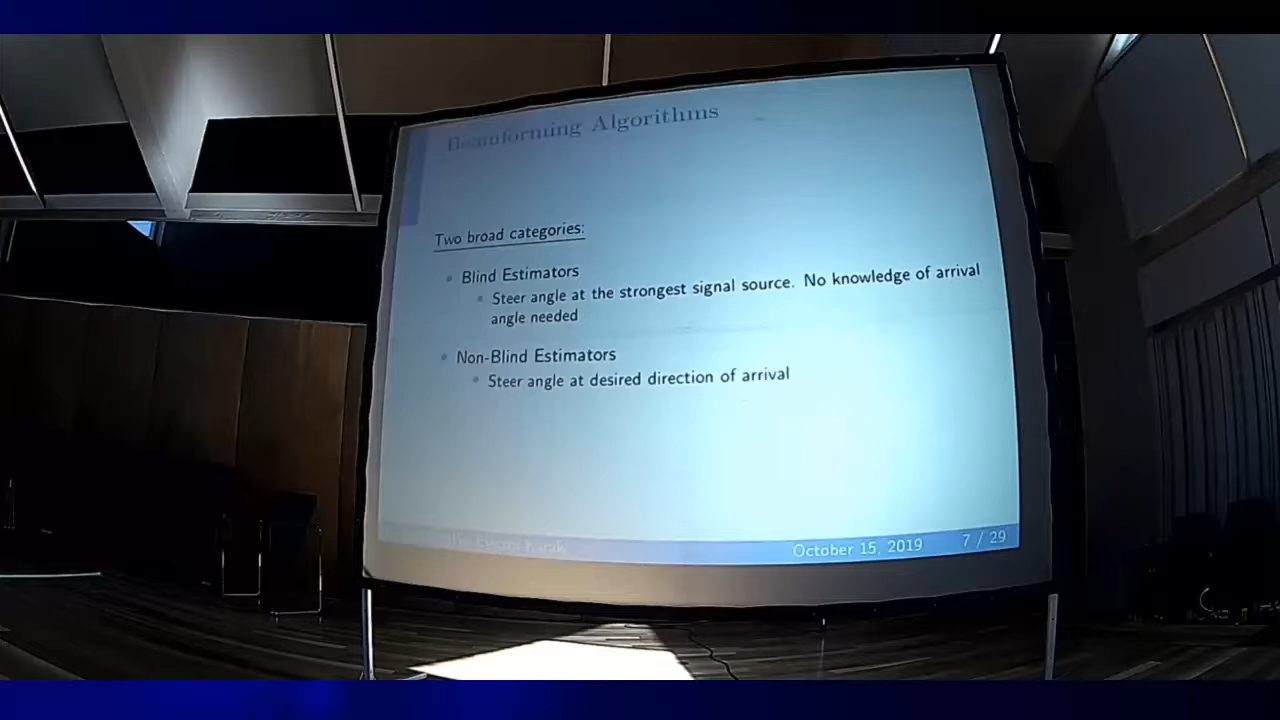 Beamforming Algorithms
Two broad categories:
Blind Estimators
Steer angle at the strongest signal source. No knowledge of arrival
angle needed
Non-Blind Estimators
Steer angle at desired direction of arrival
October 15, 2019 7 / 29